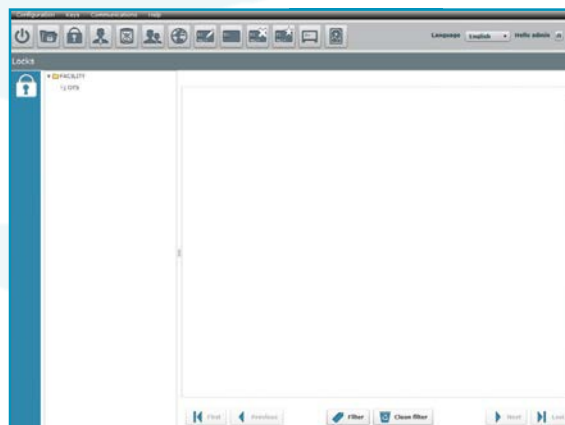 Configuration Keys Communications Help
Language English Hello admin
Locks
FACILITY
First Previous Filter Clean filter Next Last